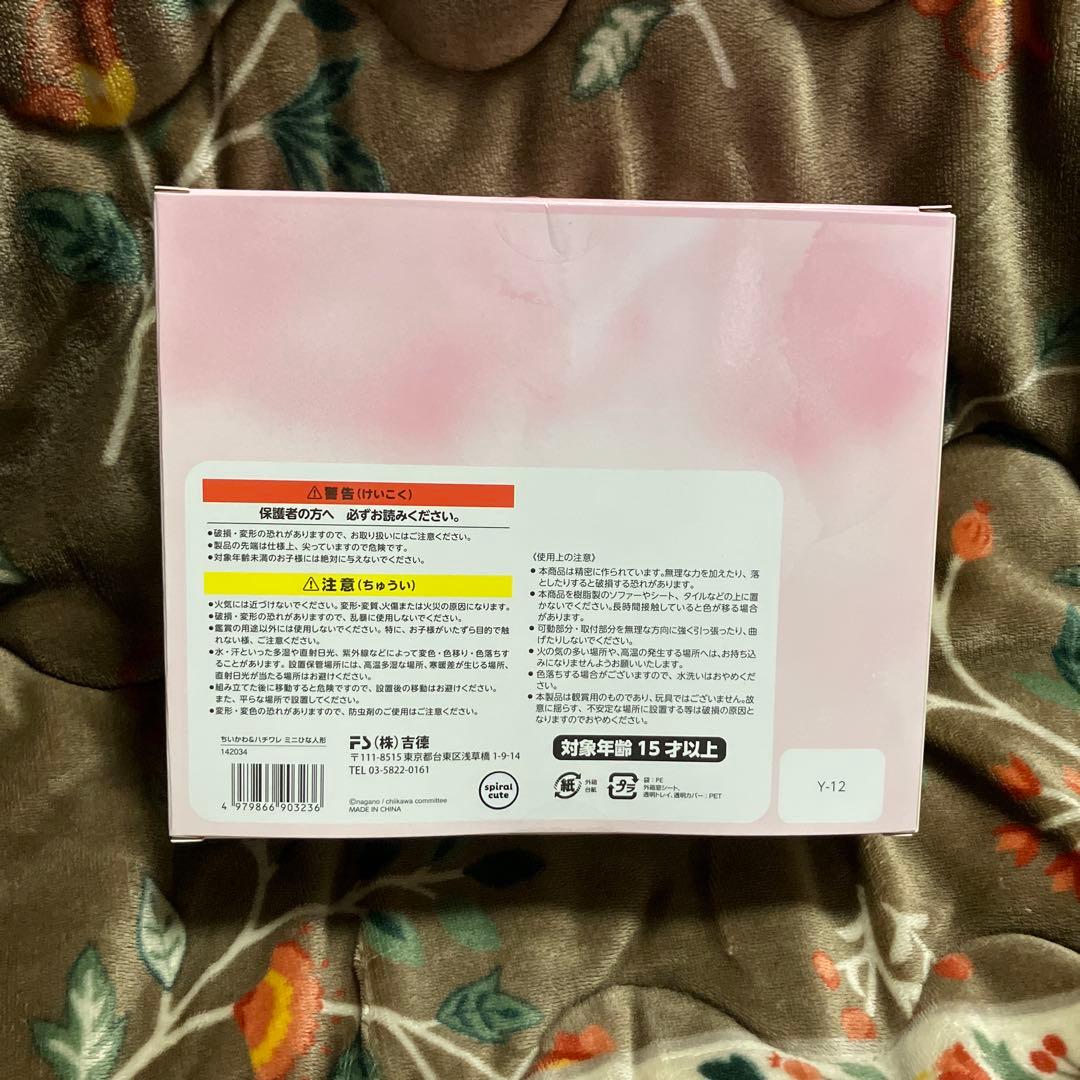 ⚠警告(けいこく)
保護者の方へ 必ずお読みください。
●破損・変形の恐れがありますので、お取り扱いにはご注意ください。
●製品の先端は仕様上、尖っていますので危険です。
●対象年齢未満のお子様には絶対に与えないでください。
⚠注意(ちゅうい)
●火気には近づけないでください。変形・変質、火傷または火災の原因になります。
●破損・変形の恐れがありますので、乱暴に使用しないでください。
●鑑賞の用途以外には使用しないでください。特に、お子様がいたずら目的で触
れない様、ご注意ください。
●水・汗といった多湿や直射日光、紫外線などによって変色・色移り・色落ちす
ることがあります。設置保管場所には、高温多湿な場所、寒暖差が生じる場所、
直射日光が当たる場所はお避けください。
●組み立てた後に移動すると危険ですので、設置後の移動はお避けください。
また、平らな場所で設置してください。
●変形・変色の恐れがありますので、防虫剤のご使用はご注意ください。
ちいかわ&ハチワレ ミニひな人形
142034
4 979866 903236
(株)吉德
〒111-8515 東京都台東区浅草橋 1-9-14
TEL 03-5822-0161
©nagano / chiikawa committee
MADE IN CHINA
spiral
cute
《使用上の注意》
● 本商品は精密に作られています。無理な力を加えたり、落
としたりすると破損する恐れがあります。
● 本商品を樹脂製のソファーやシート、タイルなどの上に置
かないでください。長時間接触していると色が移る場合
があります。
● 可動部分・取付部分を無理な方向に強く引っ張ったり、曲
げたりしないでください。
● 火の気の多い場所や、高温の発生する場所へは、お持ち込
みになりませんようお願いいたします。
● 色落ちする場合がございますので、水洗いはおやめくだ
さい。
● 本製品は観賞用のものであり、玩具ではございません。故
意に揺らす、不安定な場所に設置する等は破損の原因と
なりますのでおやめください。
対象年齢 15 才以上
紙
外箱
台紙
プラ
袋：PE
外箱窓シート、
透明トレイ、透明カバー：PET
Y-12